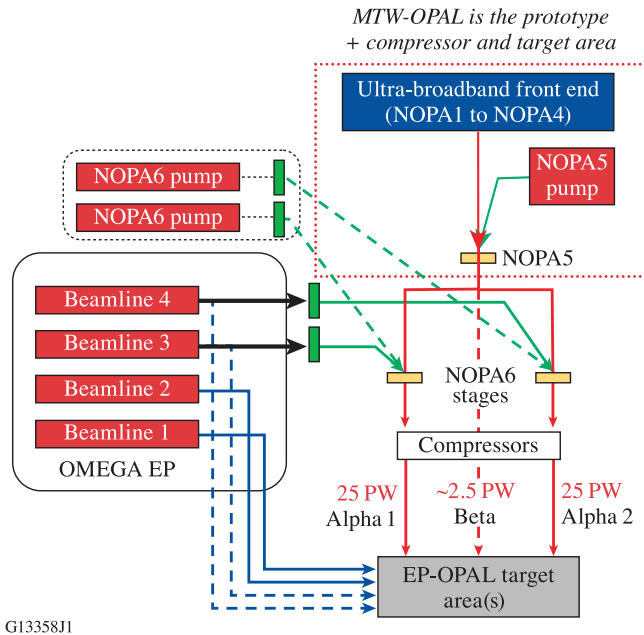 MTW-OPAL is the prototype
+ compressor and target area
Ultra-broadband front end
(NOPA1 to NOPA4)
NOPA5
pump
NOPA6 pump
NOPA6 pump
NOPA5
Beamline 4
Beamline 3
Beamline 2
Beamline 1
OMEGA EP
NOPA6
stages
Compressors
25 PW
Alpha 1
~2.5 PW
Beta
25 PW
Alpha 2
EP-OPAL target
area(s)
G13358J1